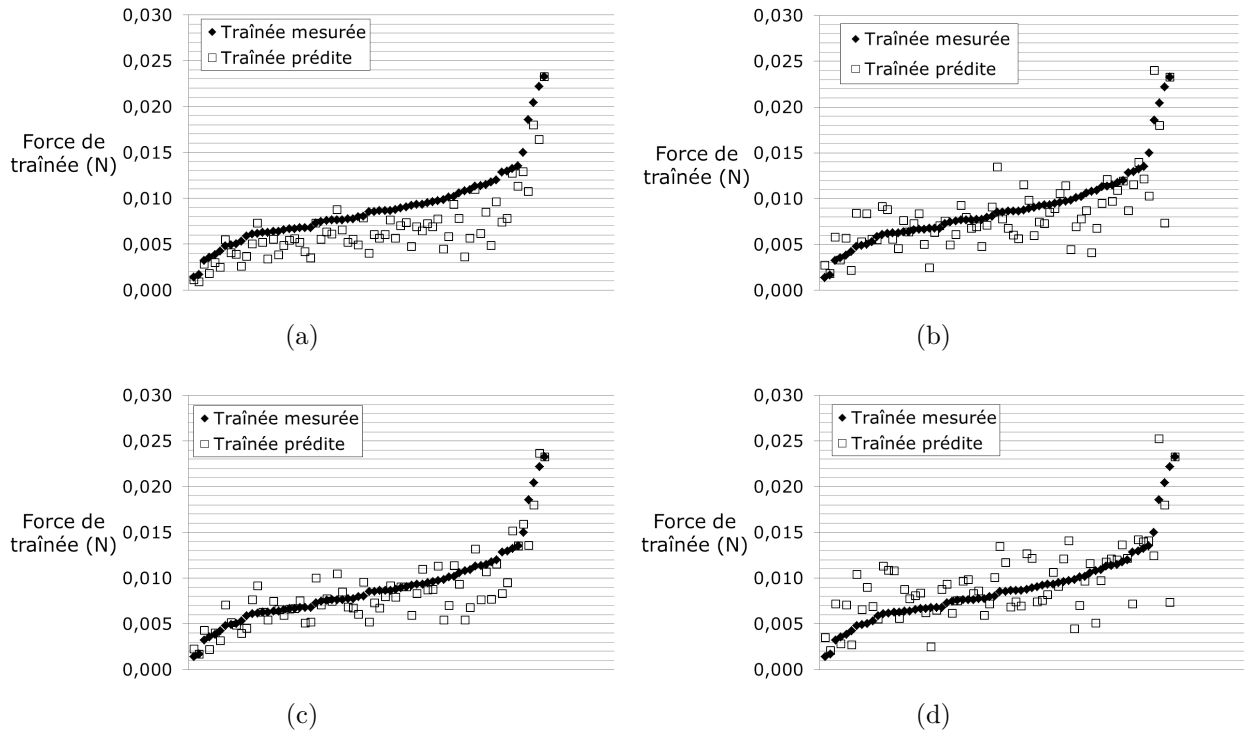 0,030
0,025
0,020
0,015
0,010
0,005
0,000
Force de
traînée (N)
Traînée mesurée
Traînée prédite
(a)
0,030
0,025
0,020
0,015
0,010
0,005
0,000
Force de
traînée (N)
Traînée mesurée
Traînée prédite
(b)
0,030
0,025
0,020
0,015
0,010
0,005
0,000
Force de
traînée (N)
Traînée mesurée
Traînée prédite
(c)
0,030
0,025
0,020
0,015
0,010
0,005
0,000
Force de
traînée (N)
Traînée mesurée
Traînée prédite
(d)